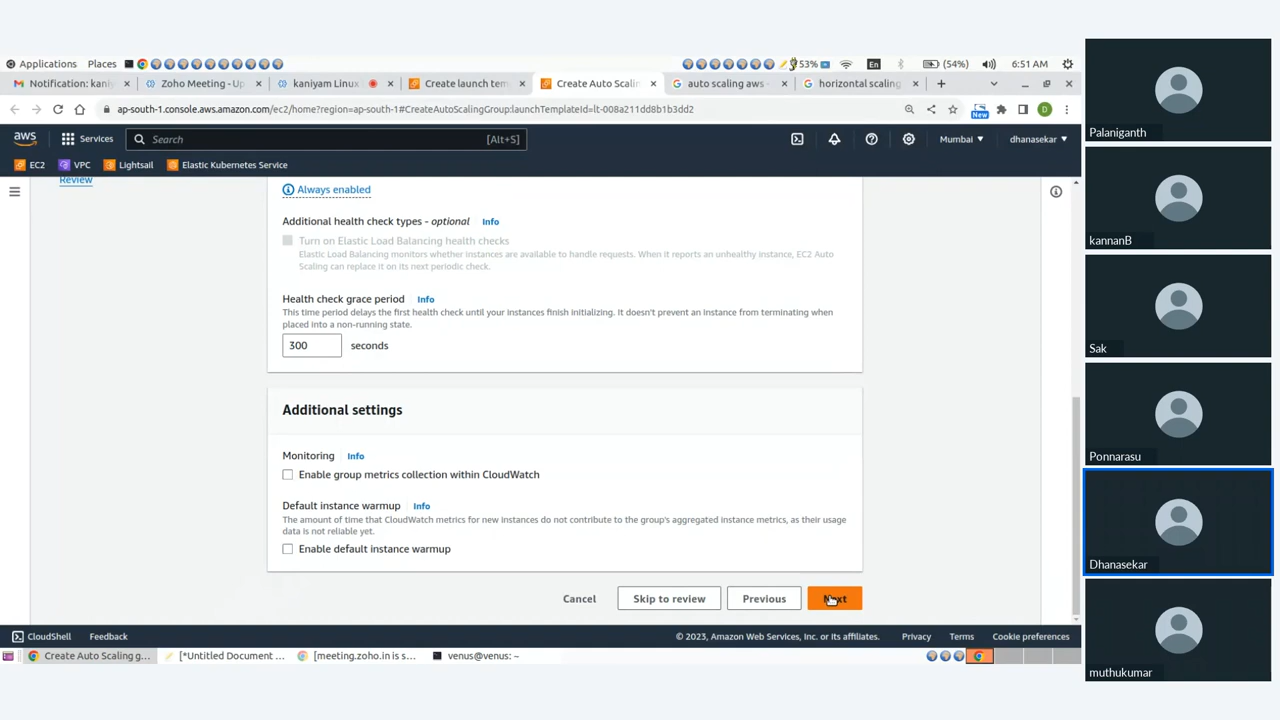 Applications Places 53% (54%) 6:51 AM
Notification: kaniy Zoho Meeting - Up kaniyam Linux Create launch tem Create Auto Scalin auto scaling aws - horizontal scaling
ap-south-1.console.aws.amazon.com/ec2/home?region=ap-south-1#CreateAutoScalingGroup:launchTemplateId=lt-008a211dd8b1b3dd2 New D
aws Services Search [Alt+S] Mumbai dhanasekar
EC2 VPC Lightsail Elastic Kubernetes Service
Review
Always enabled
Additional health check types - optional Info
Turn on Elastic Load Balancing health checks
Elastic Load Balancing monitors whether instances are available to handle requests. When it reports an unhealthy instance, EC2 Auto
Scaling can replace it on its next periodic check.
Health check grace period Info
This time period delays the first health check until your instances finish initializing. It doesn't prevent an instance from terminating when
placed into a non-running state.
300 seconds
Additional settings
Monitoring Info
Enable group metrics collection within CloudWatch
Default instance warmup Info
The amount of time that CloudWatch metrics for new instances do not contribute to the group's aggregated instance metrics, as their usage
data is not reliable yet.
Enable default instance warmup
Cancel Skip to review Previous Next
CloudShell Feedback © 2023, Amazon Web Services, Inc. or its affiliates. Privacy Terms Cookie preferences
Create Auto Scaling g... [*Untitled Document ... [meeting.zoho.in is s... venus@venus: ~
Palaniganth
kannanB
Sak
Ponnarasu
Dhanasekar
muthukumar